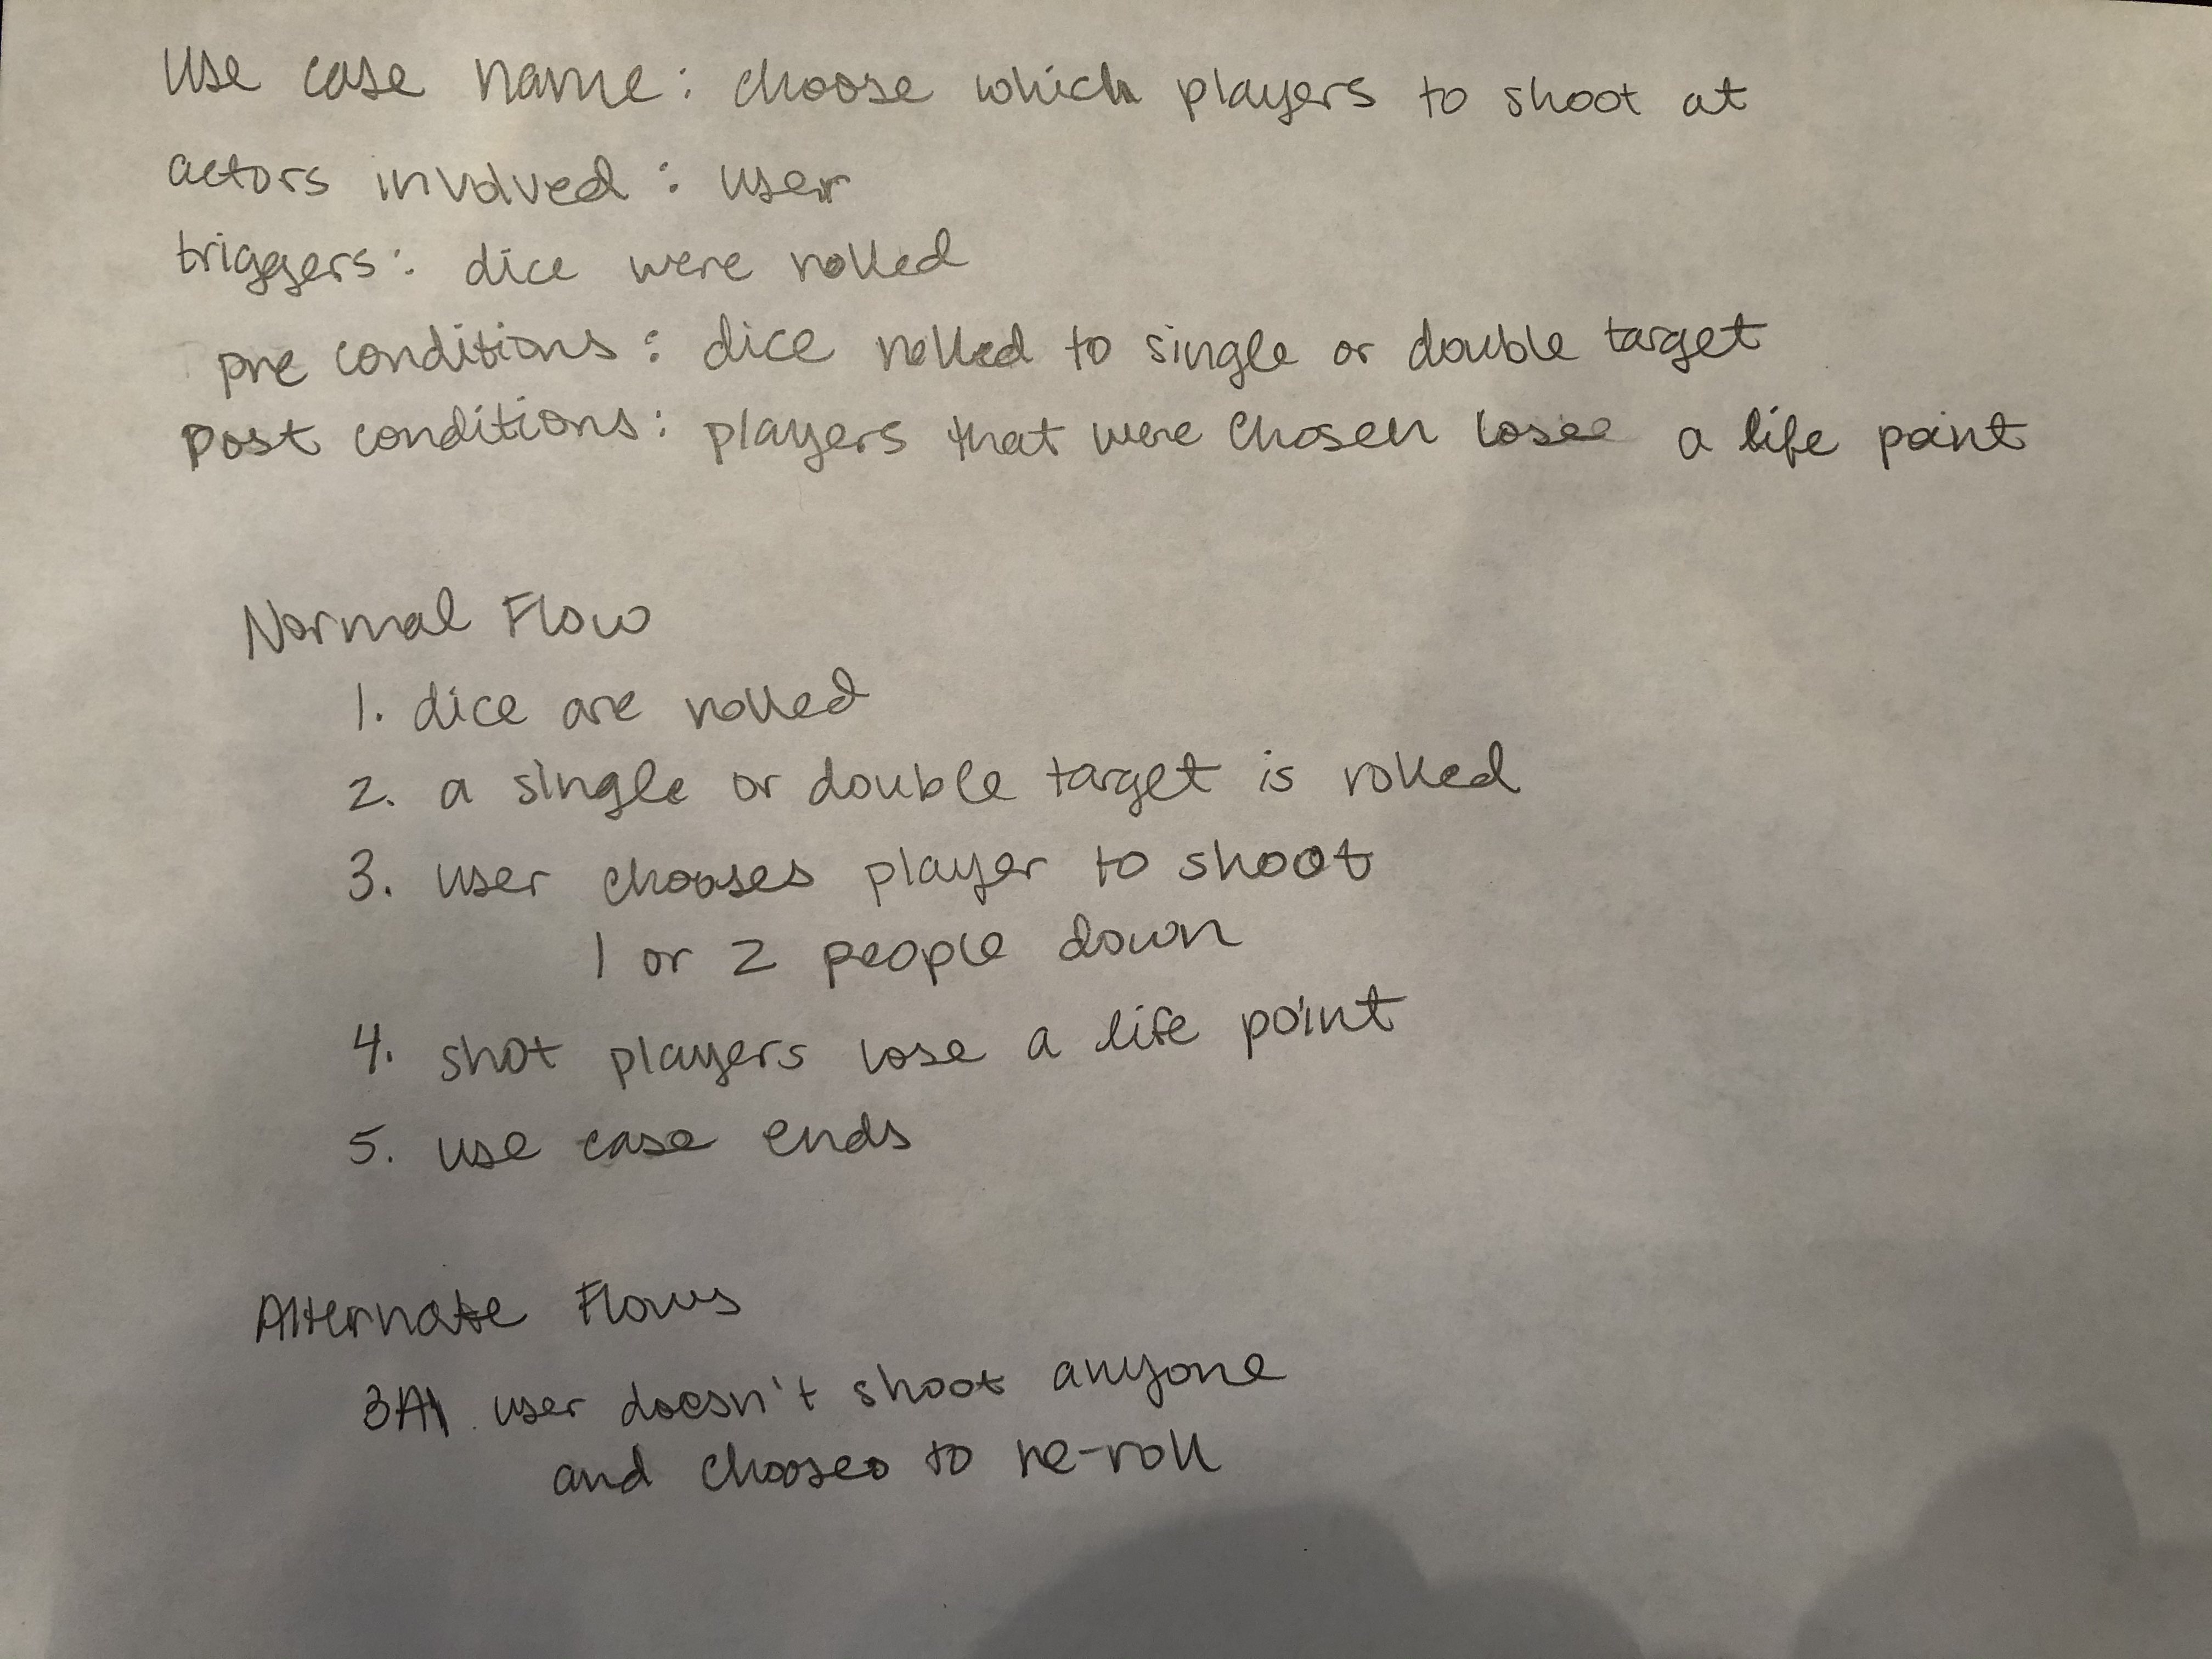 Use case name: choose which players to shoot at
actors involved: user
triggers: dice were rolled
pre conditions: dice rolled to single or double target
post conditions: players that were chosen lose a life point
Normal Flow
1. dice are rolled
2. a single or double target is rolled
3. user chooses player to shoot
1 or 2 people down
4. shot players lose a life point
5. use case ends
Alternate Flows
3A1 user doesn't shoot anyone
and chooses to re-roll